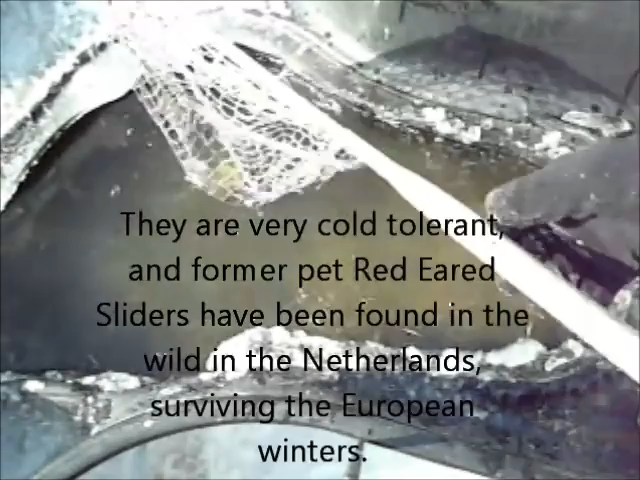 They are very cold tolerant,
and former pet Red Eared
Sliders have been found in the
wild in the Netherlands,
surviving the European
winters.